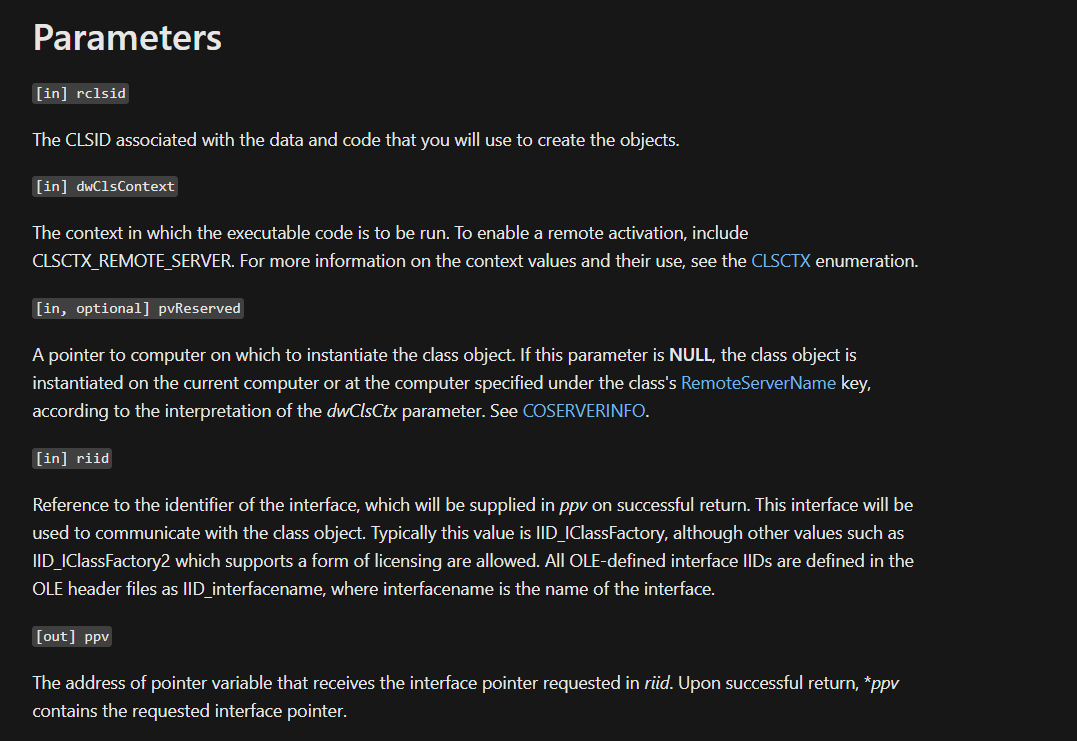 Parameters
[in] rclsid
The CLSID associated with the data and code that you will use to create the objects.
[in] dwClsContext
The context in which the executable code is to be run. To enable a remote activation, include
CLSCTX_REMOTE_SERVER. For more information on the context values and their use, see the CLSCTX enumeration.
[in, optional] pvReserved
A pointer to computer on which to instantiate the class object. If this parameter is NULL, the class object is
instantiated on the current computer or at the computer specified under the class's RemoteServerName key,
according to the interpretation of the dwClsCtx parameter. See COSERVERINFO.
[in] riid
Reference to the identifier of the interface, which will be supplied in ppv on successful return. This interface will be
used to communicate with the class object. Typically this value is IID_IClassFactory, although other values such as
IID_IClassFactory2 which supports a form of licensing are allowed. All OLE-defined interface IIDs are defined in the
OLE header files as IID_interfacename, where interfacename is the name of the interface.
[out] ppv
The address of pointer variable that receives the interface pointer requested in riid. Upon successful return, *ppv
contains the requested interface pointer.